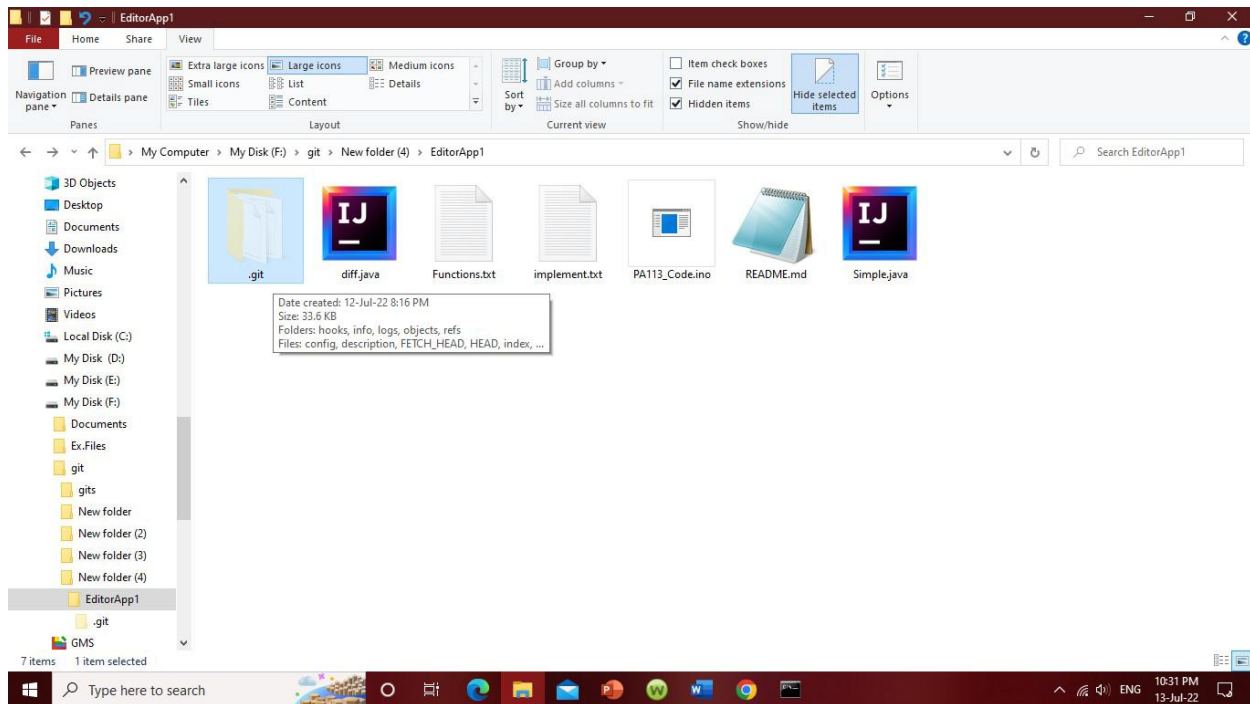 EditorApp1
File Home Share View
Navigation pane
Preview pane
Details pane
Panes
Extra large icons Large icons Medium icons
Small icons List Details
Tiles Content
Layout
Sort by
Group by
Add columns
Size all columns to fit
Current view
Item check boxes
File name extensions
Hidden items
Hide selected items
Show/hide
Options
My Computer > My Disk (F:) > git > New folder (4) > EditorApp1
Search EditorApp1
3D Objects
Desktop
Documents
Downloads
Music
Pictures
Videos
Local Disk (C:)
My Disk (D:)
My Disk (E:)
My Disk (F:)
Documents
Ex.Files
git
gits
New folder
New folder (2)
New folder (3)
New folder (4)
EditorApp1
.git
GMS
IJ
IJ
.git diff.java Functions.txt implement.txt PA113_Code.ino README.md Simple.java
Date created: 12-Jul-22 8:16 PM
Size: 33.6 KB
Folders: hooks, info, logs, objects, refs
Files: config, description, FETCH_HEAD, HEAD, index, ...
7 items 1 item selected
Type here to search
ENG
10:31 PM
13-Jul-22